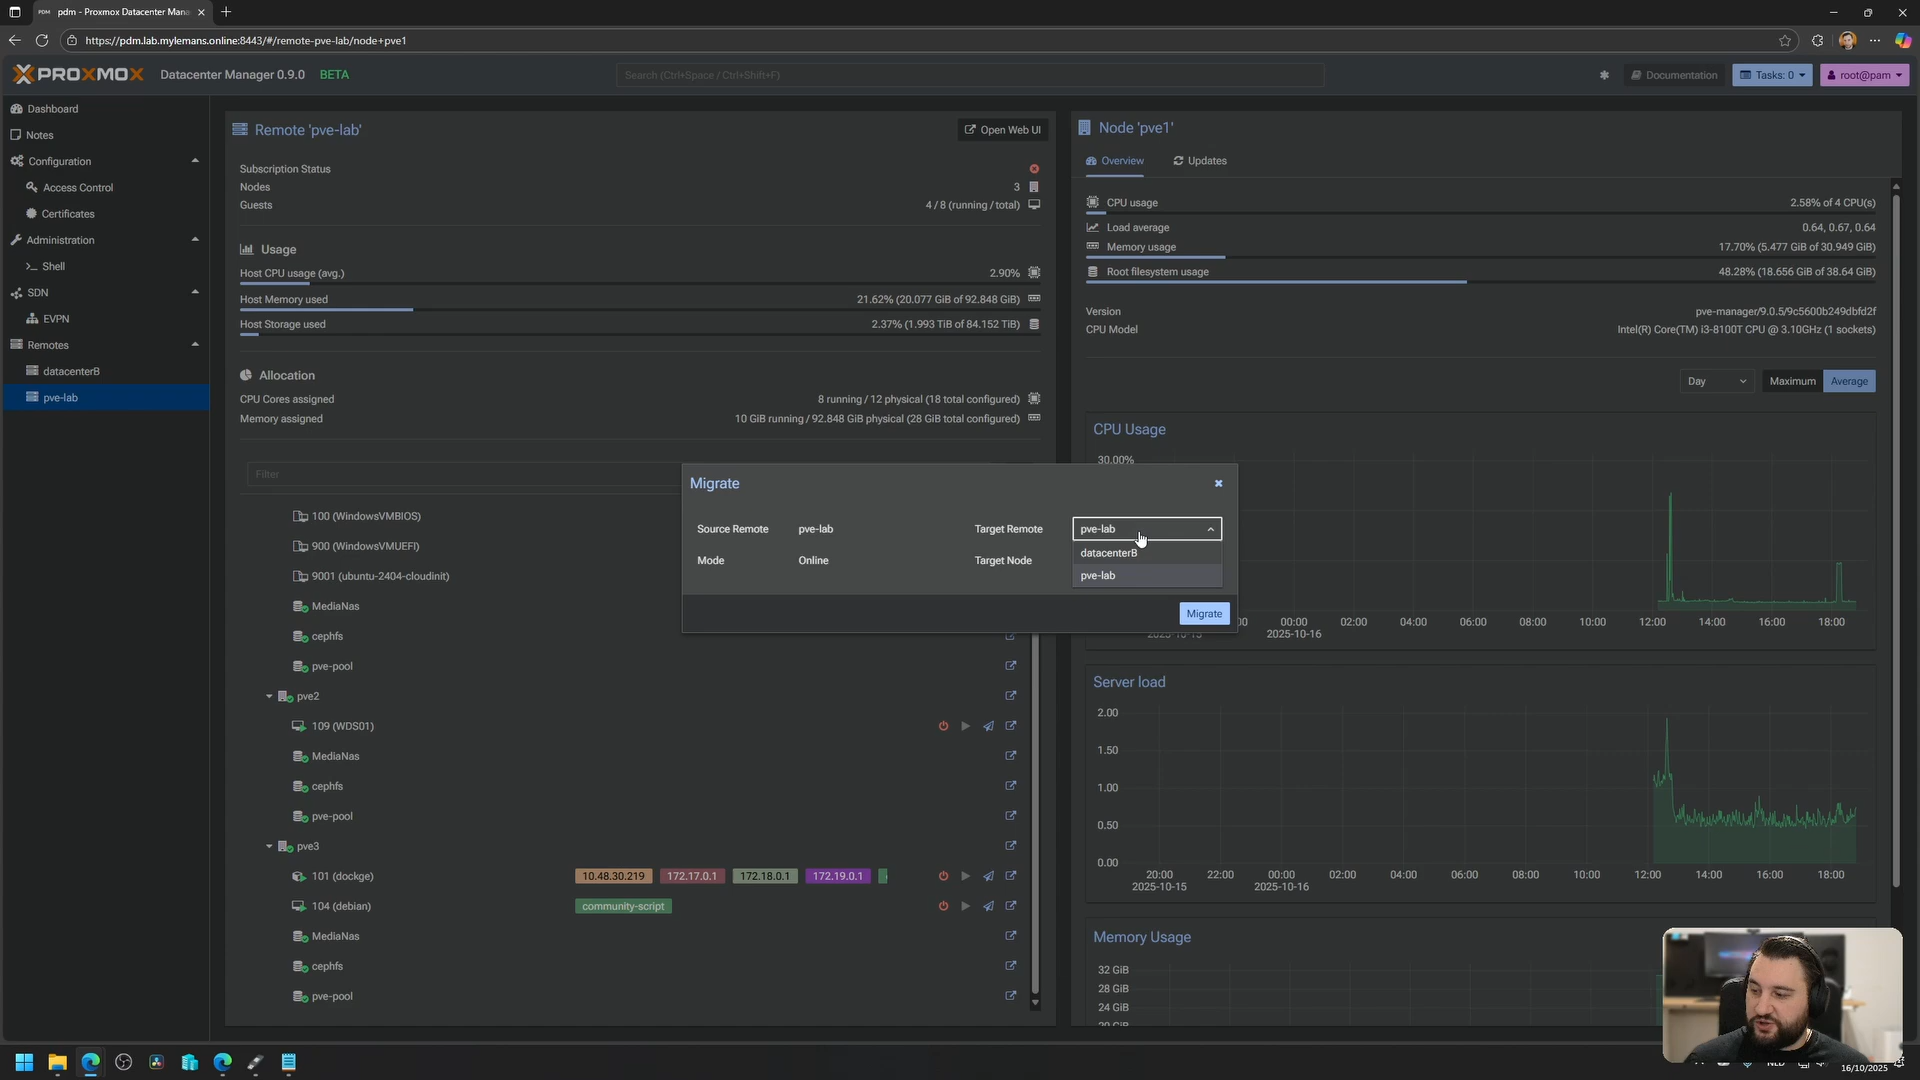 pdm - Proxmox Datacenter Mana
https://pdm.lab.mylemans.online:8443/#/remote-pve-lab/node+pve1
PROXMOX Datacenter Manager 0.9.0 BETA
Search (Ctrl+Space / Ctrl+Shift+F)
Documentation
Tasks: 0
root@pam
Dashboard
Notes
Configuration
Access Control
Certificates
Administration
Shell
SDN
EVPN
Remotes
datacenterB
pve-lab
Remote 'pve-lab'
Open Web UI
Subscription Status
Nodes 3
Guests 4 / 8 (running / total)
Usage
Host CPU usage (avg.) 2.90%
Host Memory used 21.62% (20.077 GiB of 92.848 GiB)
Host Storage used 2.37% (1.993 TiB of 84.152 TiB)
Allocation
CPU Cores assigned 8 running / 12 physical (18 total configured)
Memory assigned 10 GiB running / 92.848 GiB physical (28 GiB total configured)
Filter
100 (WindowsVMBIOS)
900 (WindowsVMUEFI)
9001 (ubuntu-2404-cloudinit)
MediaNas
cephfs
pve-pool
pve2
109 (WDS01)
MediaNas
cephfs
pve-pool
pve3
101 (dockge) 10.48.30.219 172.17.0.1 172.18.0.1 172.19.0.1
104 (debian) community-script
MediaNas
cephfs
pve-pool
Migrate
Source Remote pve-lab Target Remote pve-lab
datacenterB
Mode Online Target Node
pve-lab
Migrate
Node 'pve1'
Overview Updates
CPU usage 2.58% of 4 CPU(s)
Load average 0.64, 0.67, 0.64
Memory usage 17.70% (5.477 GiB of 30.949 GiB)
Root filesystem usage 48.28% (18.656 GiB of 38.64 GiB)
Version pve-manager/9.0.5/9c5600b249dbfd2f
CPU Model Intel(R) Core(TM) i3-8100T CPU @ 3.10GHz (1 sockets)
Day Maximum Average
CPU Usage
30.00%
00:00 02:00 04:00 06:00 08:00 10:00 12:00 14:00 16:00 18:00
2025-10-16
Server load
2.00
1.50
1.00
0.50
0.00
20:00 22:00 00:00 02:00 04:00 06:00 08:00 10:00 12:00 14:00 16:00 18:00
2025-10-15 2025-10-16
Memory Usage
32 GiB
28 GiB
24 GiB
20 GiB
NLD
16/10/2025